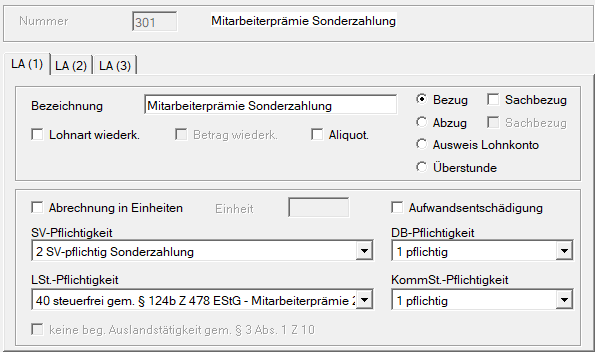 Nummer 301 Mitarbeiterprämie Sonderzahlung
LA (1) LA (2) LA (3)
Bezeichnung Mitarbeiterprämie Sonderzahlung Bezug Sachbezug
Lohnart wiederk. Betrag wiederk. Aliquot. Abzug Sachbezug
Ausweis Lohnkonto
Überstunde
Abrechnung in Einheiten Einheit Aufwandsentschädigung
SV-Pflichtigkeit DB-Pflichtigkeit
2 SV-pflichtig Sonderzahlung 1 pflichtig
LSt.-Pflichtigkeit KommSt.-Pflichtigkeit
40 steuerfrei gem. § 124b Z 478 EStG - Mitarbeiterprämie 2 1 pflichtig
keine beg. Auslandstätigkeit gem. § 3 Abs. 1 Z 10